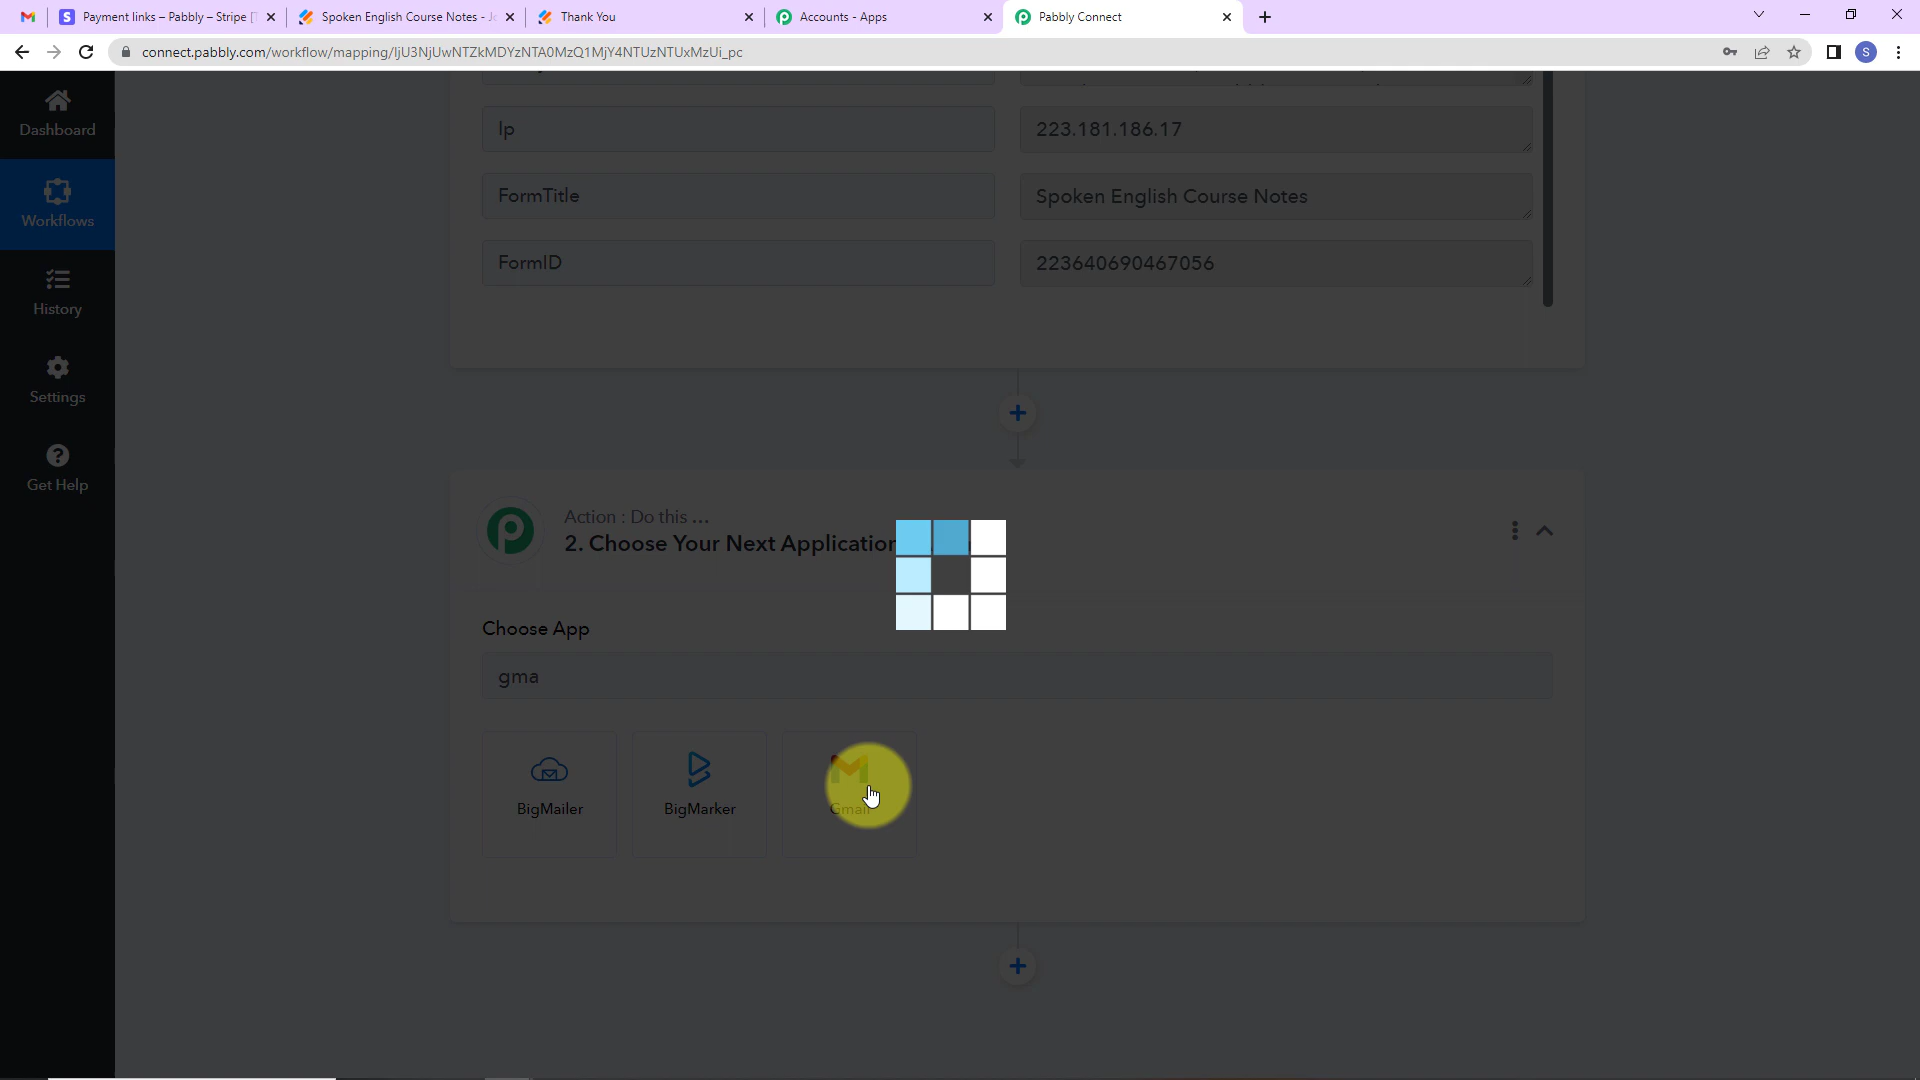 Payment links – Pabbly – Stripe [T
Spoken English Course Notes - Jo
Thank You
Accounts - Apps
Pabbly Connect
connect.pabbly.com/workflow/mapping/IjU3NjUwNTZkMDYzNTA0MzQ1MjY4NTUzNTUxMzUi_pc
S
Dashboard
Workflows
History
Settings
Get Help
Ip
223.181.186.17
FormTitle
Spoken English Course Notes
FormID
223640690467056
Action : Do this ...
2. Choose Your Next Application
Choose App
gma
BigMailer
BigMarker
Gmail